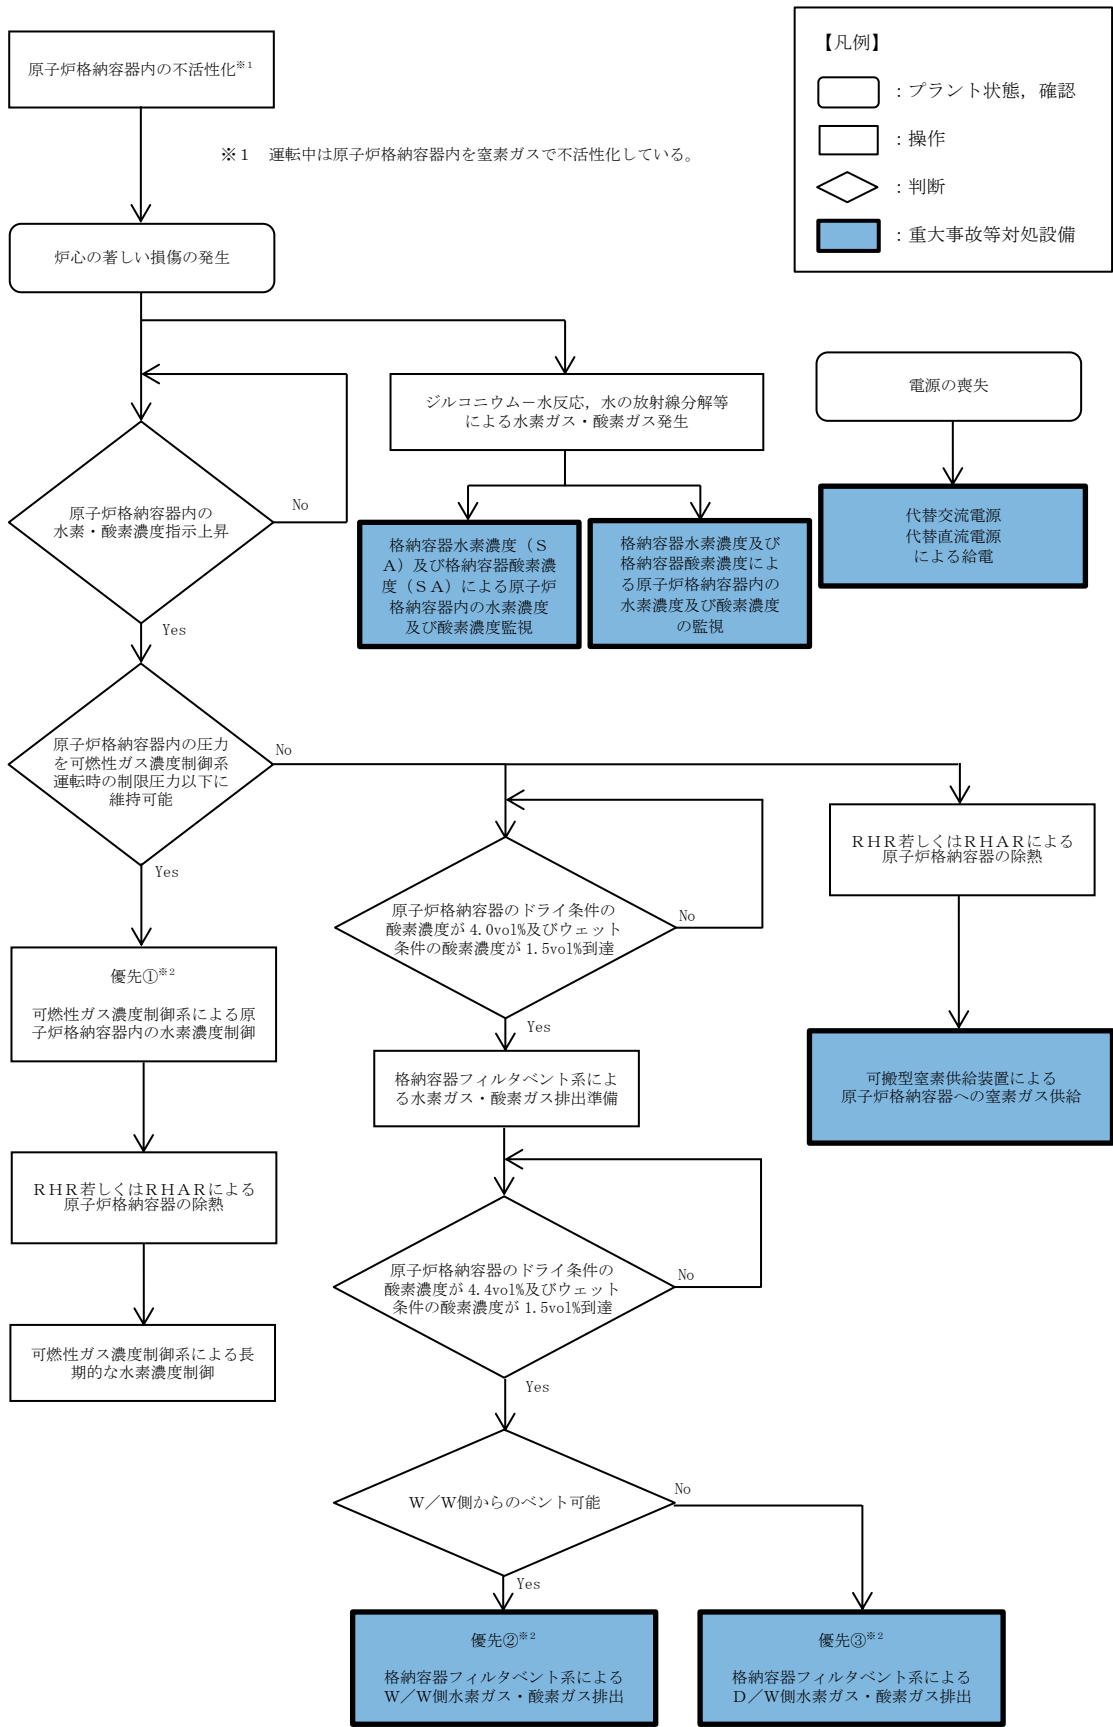 原子炉格納容器内の不活性化※1
※1 運転中は原子炉格納容器内を窒素ガスで不活性化している。
【凡例】
：プラント状態，確認
：操作
：判断
：重大事故等対処設備
炉心の著しい損傷の発生
ジルコニウム－水反応，水の放射線分解等
による水素ガス・酸素ガス発生
電源の喪失
原子炉格納容器内の
水素・酸素濃度指示上昇
No
Yes
格納容器水素濃度（Ｓ
Ａ）及び格納容器酸素濃
度（ＳＡ）による原子炉
格納容器内の水素濃度
及び酸素濃度監視
格納容器水素濃度及び
格納容器酸素濃度によ
る原子炉格納容器内の
水素濃度及び酸素濃度
の監視
代替交流電源
代替直流電源
による給電
原子炉格納容器内の圧力
を可燃性ガス濃度制御系
運転時の制限圧力以下に
維持可能
No
Yes
原子炉格納容器のドライ条件の
酸素濃度が 4.0vol%及びウェット
条件の酸素濃度が 1.5vol%到達
No
Yes
ＲＨＲ若しくはＲＨＡＲによる
原子炉格納容器の除熱
優先①※2
可燃性ガス濃度制御系による原
子炉格納容器内の水素濃度制御
格納容器フィルタベント系によ
る水素ガス・酸素ガス排出準備
可搬型窒素供給装置による
原子炉格納容器への窒素ガス供給
ＲＨＲ若しくはＲＨＡＲによる
原子炉格納容器の除熱
原子炉格納容器のドライ条件の
酸素濃度が 4.4vol%及びウェット
条件の酸素濃度が 1.5vol%到達
No
Yes
可燃性ガス濃度制御系による長
期的な水素濃度制御
Ｗ／Ｗ側からのベント可能
No
Yes
優先②※2
格納容器フィルタベント系による
Ｗ／Ｗ側水素ガス・酸素ガス排出
優先③※2
格納容器フィルタベント系による
Ｄ／Ｗ側水素ガス・酸素ガス排出